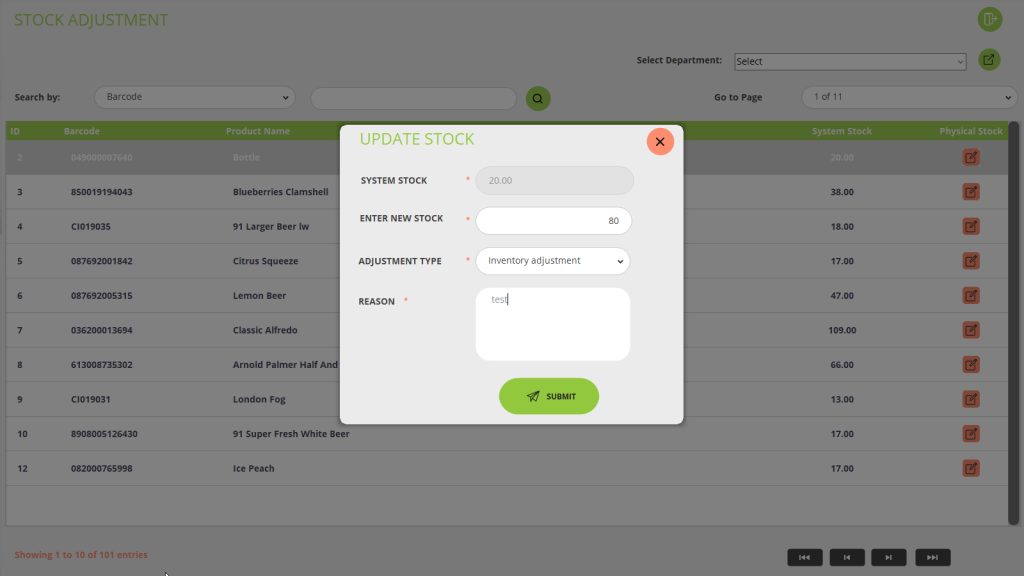 STOCK ADJUSTMENT
Select Department: Select
Search by: Barcode Go to Page 1 of 11
ID Barcode Product Name System Stock Physical Stock
2 049000007640 Bottle 20.00
3 850019194043 Blueberries Clamshell 38.00
4 CI019035 91 Larger Beer lw 18.00
5 087692001842 Citrus Squeeze 17.00
6 087692005315 Lemon Beer 47.00
7 036200013694 Classic Alfredo 109.00
8 613008735302 Arnold Palmer Half And 66.00
9 CI019031 London Fog 13.00
10 8908005126430 91 Super Fresh White Beer 17.00
12 082000765998 Ice Peach 17.00
Showing 1 to 10 of 101 entries
UPDATE STOCK
SYSTEM STOCK * 20.00
ENTER NEW STOCK * 80
ADJUSTMENT TYPE * Inventory adjustment
REASON * test
SUBMIT